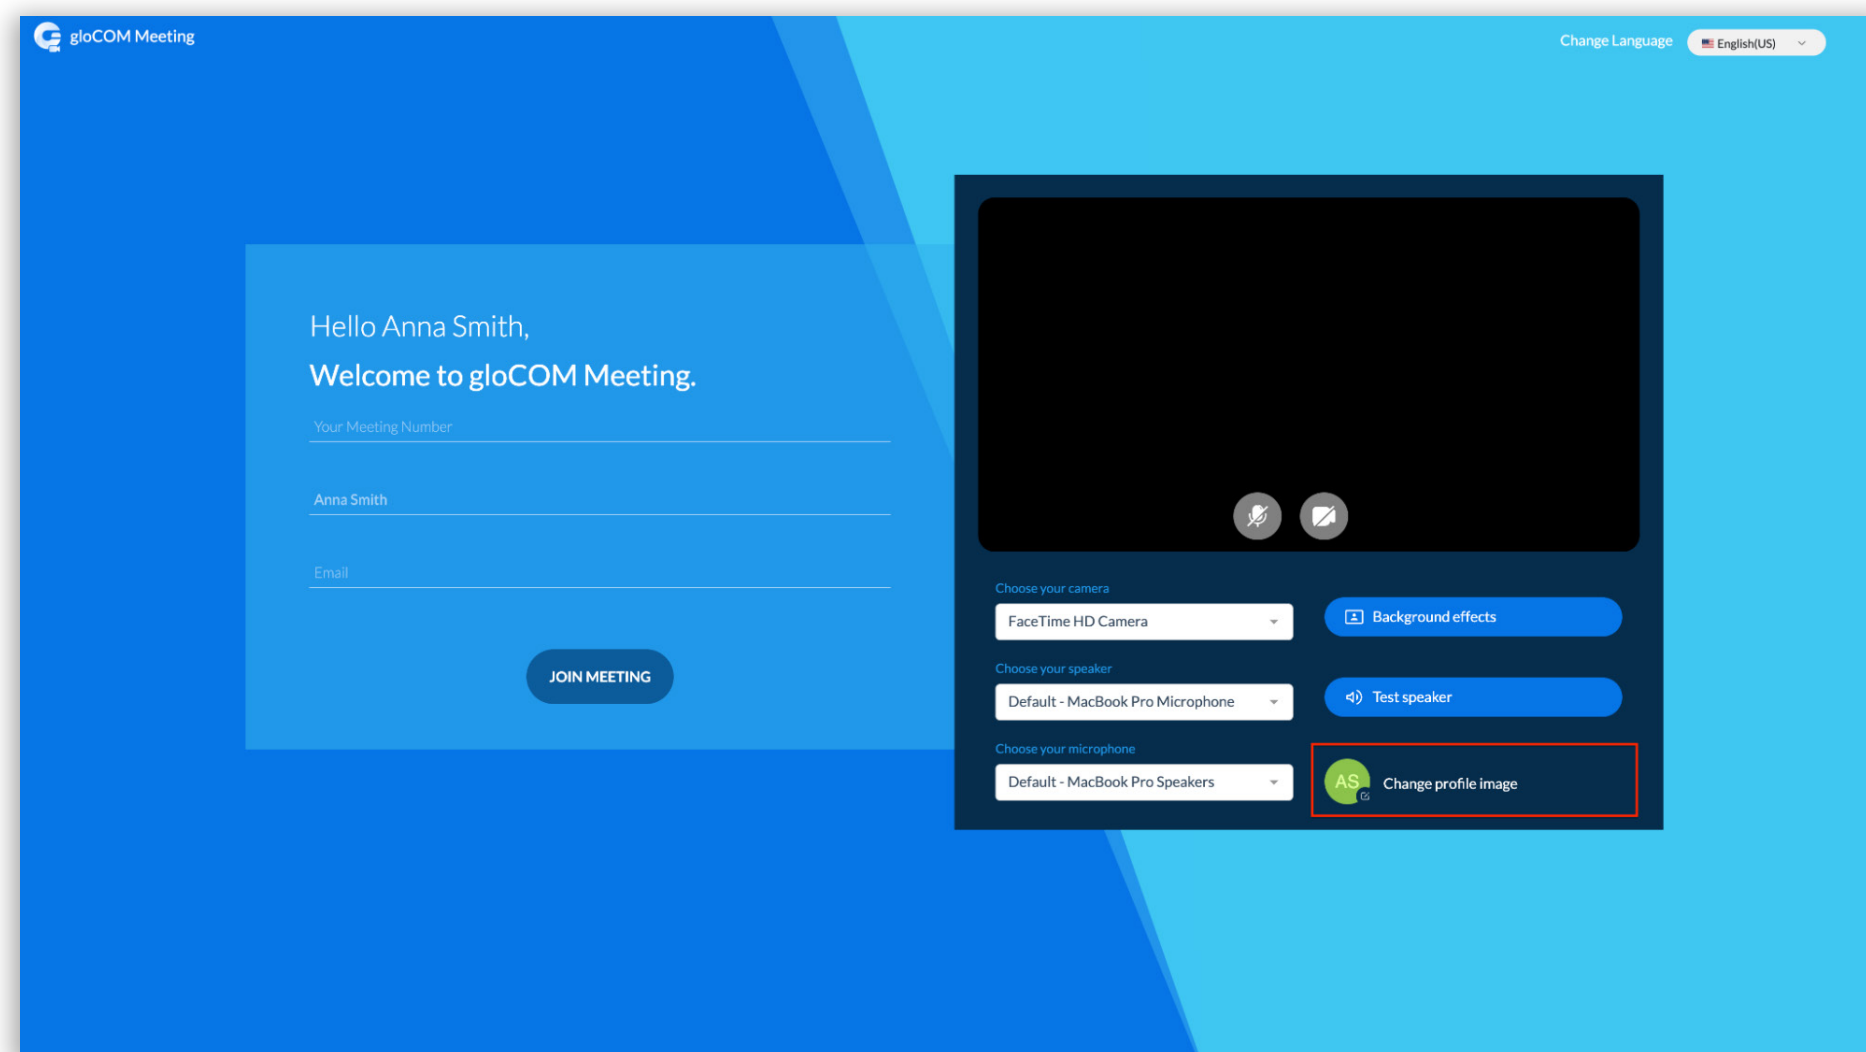 gloCOM Meeting
Change Language
English(US)
Hello Anna Smith,
Welcome to gloCOM Meeting.
Your Meeting Number
Anna Smith
Email
JOIN MEETING
Choose your camera
FaceTime HD Camera
Background effects
Choose your speaker
Default - MacBook Pro Microphone
Test speaker
Choose your microphone
Default - MacBook Pro Speakers
AS
Change profile image